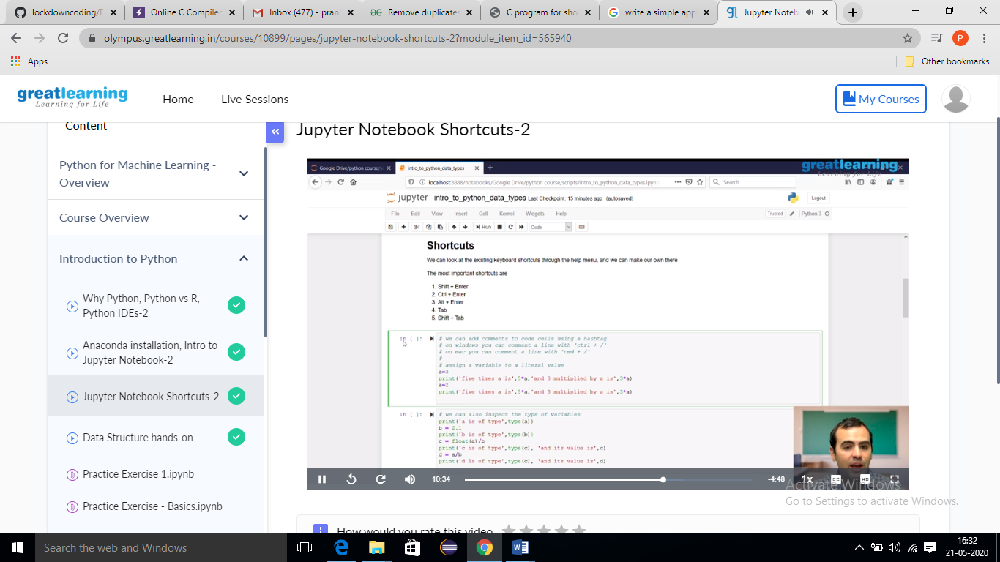 lockdowncoding/F
Online C Compiler
Inbox (477) - prani
Remove duplicate
C program for sho
write a simple app
Jupyter Noteb
olympus.greatlearning.in/courses/10899/pages/jupyter-notebook-shortcuts-2?module_item_id=565940
P
Apps
Other bookmarks
greatlearning
Learning for Life
Home
Live Sessions
My Courses
Content
Python for Machine Learning -
Overview
Course Overview
Introduction to Python
Why Python, Python vs R,
Python IDEs-2
Anaconda installation, Intro to
Jupyter Notebook-2
Jupyter Notebook Shortcuts-2
Data Structure hands-on
Practice Exercise 1.ipynb
Practice Exercise - Basics.ipynb
Jupyter Notebook Shortcuts-2
Google Drive/python course/
intro_to_python_data_types
greatlearning
Learning for Life
localhost:8888/notebooks/Google Drive/python course/scripts/intro_to_python_data_types.ipyn
Search
jupyter intro_to_python_data_types Last Checkpoint: 15 minutes ago (autosaved)
Logout
File Edit View Insert Cell Kernel Widgets Help
Trusted
Python 3
Run
Code
Shortcuts
We can look at the existing keyboard shortcuts through the help menu, and we can make our own there
The most important shortcuts are
1. Shift + Enter
2. Ctrl + Enter
3. Alt + Enter
4. Tab
5. Shift + Tab
In [ ]:
# we can add comments to code cells using a hashtag
# on windows you can comment a line with 'ctrl + /'
# on mac you can comment a line with 'cmd + /'
#
# assign a variable to a literal value
a=3
print('five times a is',5*a,'and 3 multiplied by a is',3*a)
a=2
print('five times a is',5*a,'and 3 multiplied by a is',3*a)
In [ ]:
# we can also inspect the type of variables
print('a is of type',type(a))
b = 2.1
print('b is of type',type(b))
c = float(a)/b
print('c is of type',type(c), 'and its value is',c)
d = a/b
print('d is of type',type(c), 'and its value is',d)
10:34
-4:48
1x
CC
HD
Activate Windows
Go to Settings to activate Windows.
How would you rate this video
Search the web and Windows
16:32
21-05-2020